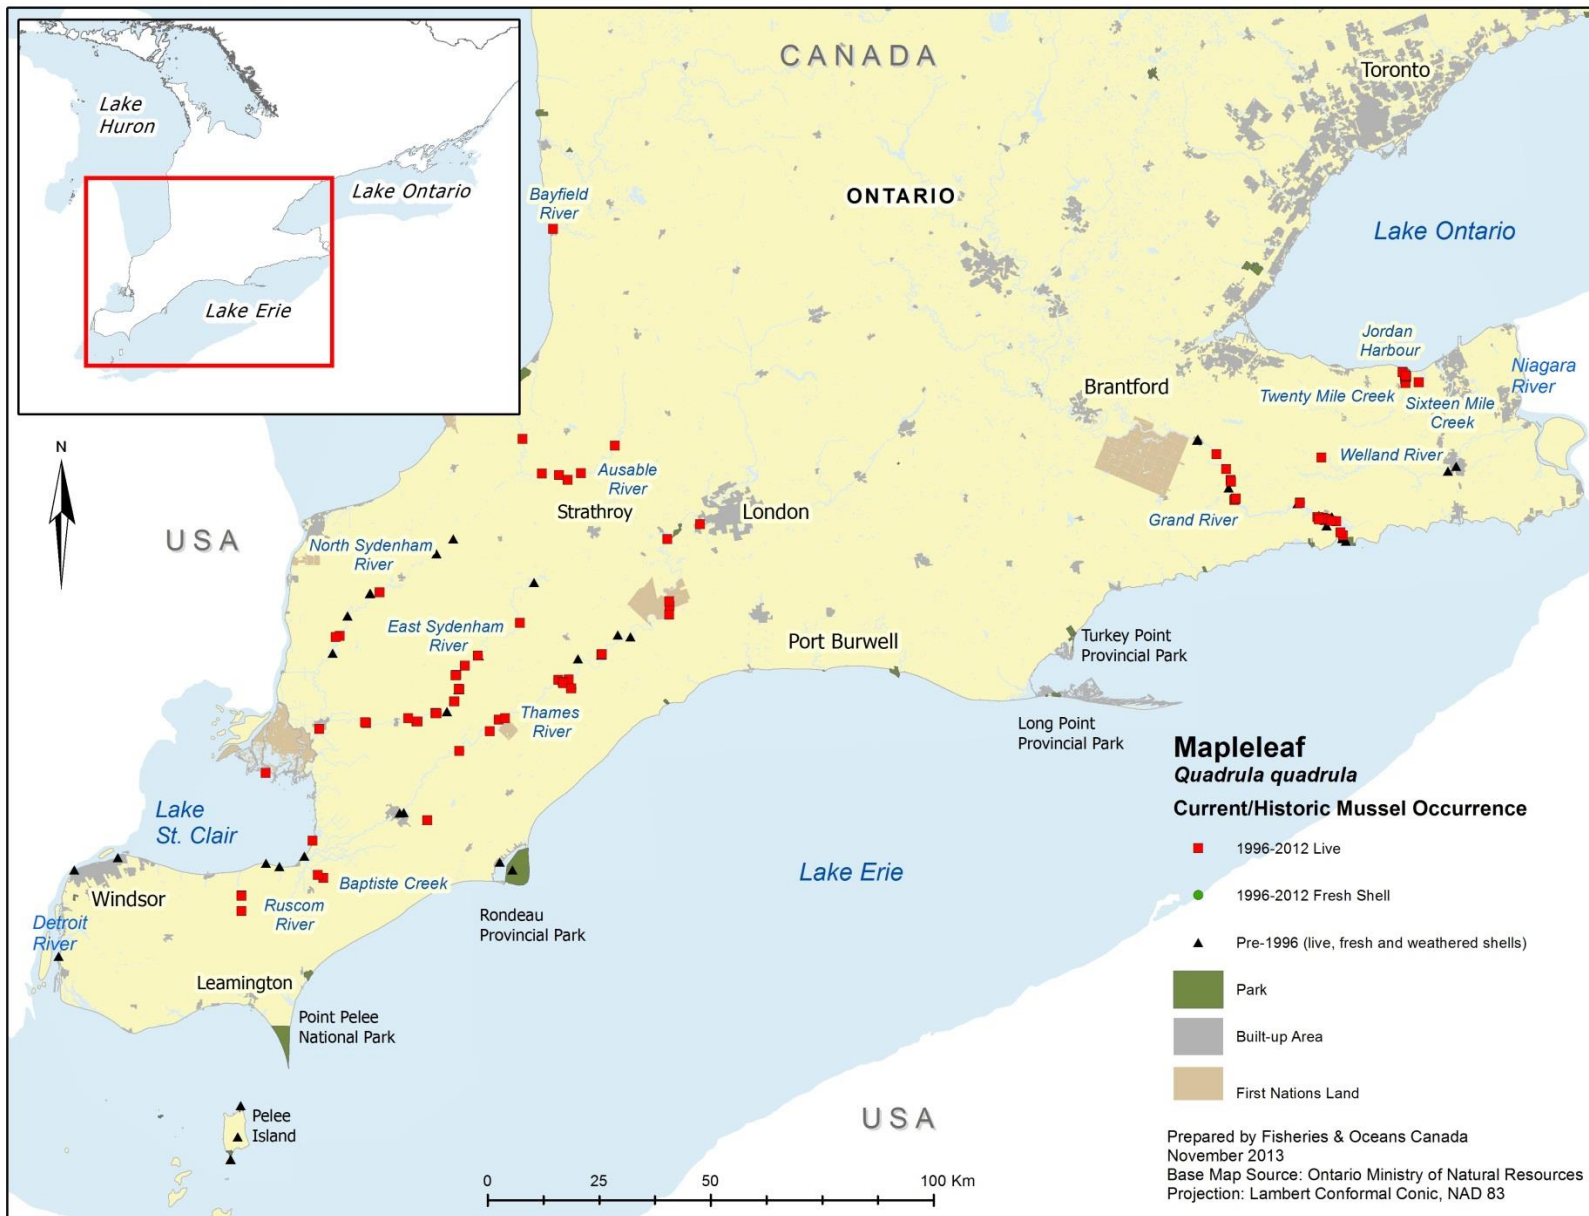 Lake
Huron
Lake Ontario
Lake Erie
CANADA
Toronto
Bayfield
River
ONTARIO
Lake Ontario
Jordan
Harbour
Niagara
River
Brantford
Twenty Mile Creek
Sixteen Mile
Creek
Welland River
N
Ausable
River
Strathroy
London
Grand River
USA
North Sydenham
River
East Sydenham
River
Port Burwell
Turkey Point
Provincial Park
Thames
River
Long Point
Provincial Park
Lake
St. Clair
Lake Erie
Windsor
Baptiste Creek
Ruscom
River
Detroit
River
Rondeau
Provincial Park
Leamington
Point Pelee
National Park
Pelee
Island
USA
0 25 50 100 Km
Mapleleaf
Quadrula quadrula
Current/Historic Mussel Occurrence
1996-2012 Live
1996-2012 Fresh Shell
Pre-1996 (live, fresh and weathered shells)
Park
Built-up Area
First Nations Land
Prepared by Fisheries & Oceans Canada
November 2013
Base Map Source: Ontario Ministry of Natural Resources
Projection: Lambert Conformal Conic, NAD 83